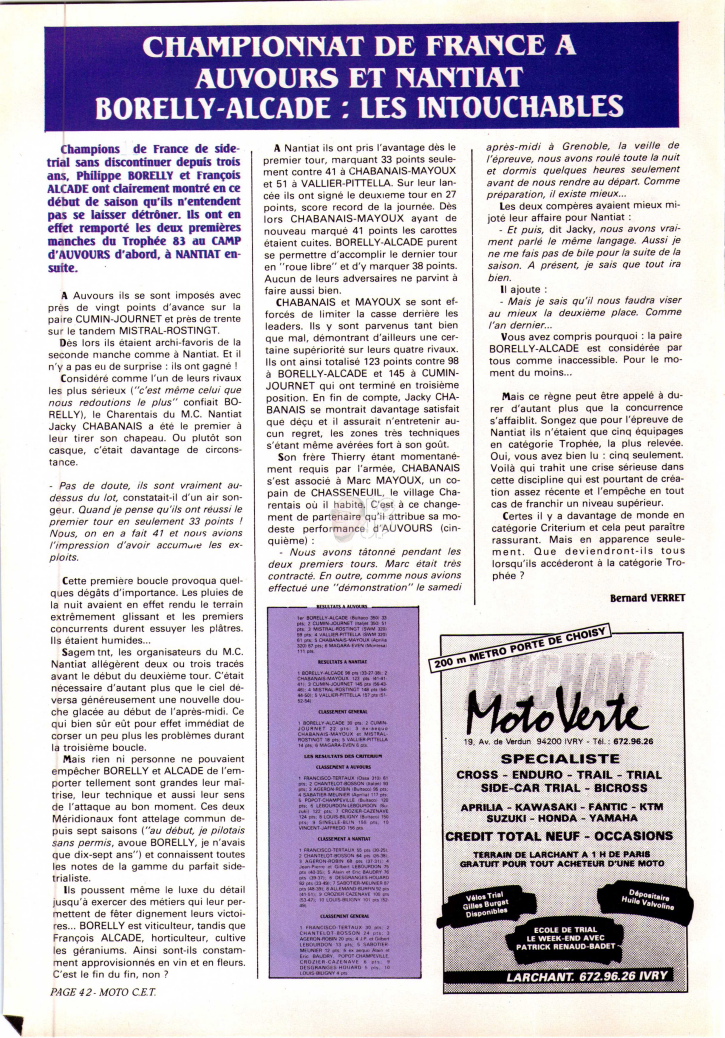 CHAMPIONNAT DE FRANCE A
AUVOURS ET NANTIAT
BORELLY-ALCADE : LES INTOUCHABLES
Champions de France de side-
trial sans discontinuer depuis trois
ans, Philippe BORELLY et François
ALCADE ont clairement montré en ce
début de saison qu'ils n'entendent
pas se laisser détrôner. Ils ont en
effet remporté les deux premières
manches du Trophée 83 au CAMP
d'AUVOURS d'abord, à NANTIAT en-
suite.
A Auvours ils se sont imposés avec
près de vingt points d'avance sur la
paire CUMIN-JOURNET et près de trente
sur le tandem MISTRAL-ROSTINGT.
Dès lors ils étaient archi-favoris de la
seconde manche comme à Nantiat. Et il
n'y a pas eu de surprise : ils ont gagné !
Considéré comme l'un de leurs rivaux
les plus sérieux ("c'est même celui que
nous redoutions le plus" confiait BO-
RELLY), le Charentais du M.C. Nantiat
Jacky CHABANAIS a été le premier à
leur tirer son chapeau. Ou plutôt son
casque, c'était davantage de circons-
tance.
- Pas de doute, ils sont vraiment au-
dessus du lot, constatait-il d'un air son-
geur. Quand je pense qu'ils ont réussi le
premier tour en seulement 33 points !
Nous, on en a fait 41 et nous avions
l'impression d'avoir accumulé les ex-
ploits.
Cette première boucle provoqua quel-
ques dégâts d'importance. Les pluies de
la nuit avaient en effet rendu le terrain
extrêmement glissant et les premiers
concurrents durent essuyer les plâtres.
Ils étaient humides...
Sagem tnt, les organisateurs du M.C.
Nantiat allégèrent deux ou trois tracés
avant le début du deuxième tour. C'était
nécessaire d'autant plus que le ciel dé-
versa généreusement une nouvelle dou-
che glacée au début de l'après-midi. Ce
qui bien sûr eût pour effet immédiat de
corser un peu plus les problèmes durant
la troisième boucle.
Mais rien ni personne ne pouvaient
empêcher BORELLY et ALCADE de l'em-
porter tellement sont grandes leur maî-
trise, leur technique et aussi leur sens
de l'attaque au bon moment. Ces deux
Méridionaux font attelage commun de-
puis sept saisons ("au début, je pilotais
sans permis, avoue BORELLY, je n'avais
que dix-sept ans") et connaissent toutes
les notes de la gamme du parfait side-
trialiste.
Ils poussent même le luxe du détail
jusqu'à exercer des métiers qui leur per-
mettent de fêter dignement leurs victoi-
res... BORELLY est viticulteur, tandis que
François ALCADE, horticulteur, cultive
les géraniums. Ainsi sont-ils constam-
ment approvisionnés en vin et en fleurs.
C'est le fin du fin, non ?
PAGE 42 - MOTO C.E.T.
A Nantiat ils ont pris l'avantage dès le
premier tour, marquant 33 points seule-
ment contre 41 à CHABANAIS-MAYOUX
et 51 à VALLIER-PITTELLA. Sur leur lan-
cée ils ont signé le deuxième tour en 27
points, score record de la journée. Dès
lors CHABANAIS-MAYOUX ayant de
nouveau marqué 41 points les carottes
étaient cuites. BORELLY-ALCADE purent
se permettre d'accomplir le dernier tour
en "roue libre" et d'y marquer 38 points.
Aucun de leurs adversaires ne parvint à
faire aussi bien.
CHABANAIS et MAYOUX se sont ef-
forcés de limiter la casse derrière les
leaders. Ils y sont parvenus tant bien
que mal, démontrant d'ailleurs une cer-
taine supériorité sur leurs quatre rivaux.
Ils ont ainsi totalisé 123 points contre 98
à BORELLY-ALCADE et 145 à CUMIN-
JOURNET qui ont terminé en troisième
position. En fin de compte, Jacky CHA-
BANAIS se montrait davantage satisfait
que déçu et il assurait n'entretenir au-
cun regret, les zones très techniques
s'étant même avérées fort à son goût.
Son frère Thierry étant momentané-
ment requis par l'armée, CHABANAIS
s'est associé à Marc MAYOUX, un co-
pain de CHASSENEUIL, le village Cha-
rentais où il habite. C'est à ce change-
ment de passager qu'il attribue sa mo-
deste performance d'AUVOURS (cin-
quième) :
- Nous avons tâtonné pendant les
deux premiers tours. Marc était très
contracté. En outre, comme nous avions
effectué une "démonstration" le samedi
RESULTATS A AUVOURS
RESULTATS A NANTIAT
CLASSEMENT GENERAL
LES RESULTATS DES CRITERIUM
CLASSEMENT A AUVOURS
CLASSEMENT A NANTIAT
CLASSEMENT GENERAL
après-midi à Grenoble, la veille de
l'épreuve, nous avons roulé toute la nuit
et dormis quelques heures seulement
avant de nous rendre au départ. Comme
préparation, il existe mieux...
Les deux compères ayaient mieux mi-
joté leur affaire pour Nantiat :
- Et puis, dit Jacky, nous avons vrai-
ment parlé le même langage. Aussi je
ne me fais pas de bile pour la suite de la
saison. A présent, je sais que tout ira
bien.
Il ajoute :
- Mais je sais qu'il nous faudra viser
au mieux la deuxième place. Comme
l'an dernier...
Vous avez compris pourquoi : la paire
BORELLY-ALCADE est considérée par
tous comme inaccessible. Pour le mo-
ment du moins...
Mais ce règne peut être appelé à du-
rer d'autant plus que la concurrence
s'affaiblit. Songez que pour l'épreuve de
Nantiat ils n'étaient que cinq équipages
en catégorie Trophée, la plus relevée.
Oui, vous avez bien lu : cinq seulement.
Voilà qui trahit une crise sérieuse dans
cette discipline qui est pourtant de créa-
tion assez récente et l'empêche en tout
cas de franchir un niveau supérieur.
Certes il y a davantage de monde en
catégorie Criterium et cela peut paraître
rassurant. Mais en apparence seule-
ment. Que deviendront-ils tous
lorsqu'ils accéderont à la catégorie Tro-
phée ?
Bernard VERRET
200 m METRO PORTE DE CHOISY
LARCHANT
Moto Verte
19, Av. de Verdun 94200 IVRY - Tél. : 672.96.26
SPECIALISTE
CROSS - ENDURO - TRAIL - TRIAL
SIDE-CAR TRIAL - BICROSS
APRILIA - KAWASAKI - FANTIC - KTM
SUZUKI - HONDA - YAMAHA
CREDIT TOTAL NEUF - OCCASIONS
TERRAIN DE LARCHANT A 1 H DE PARIS
GRATUIT POUR TOUT ACHETEUR D'UNE MOTO
Vélos Trial
Gilles Burgat
Disponibles
Dépositaire
Huile Valvoline
ECOLE DE TRIAL
LE WEEK-END AVEC
PATRICK RENAUD-BADET
LARCHANT. 672.96.26 IVRY